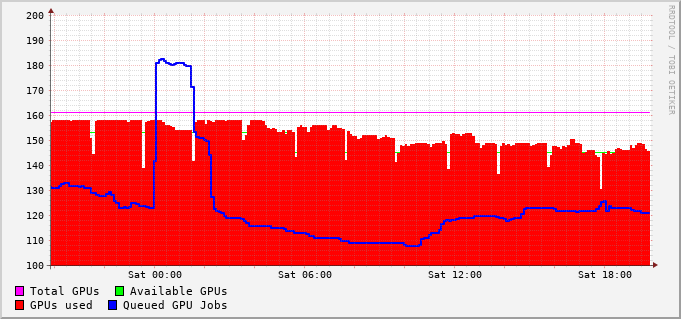 200
190
180
170
160
150
140
130
120
110
100
Sat 00:00 Sat 06:00 Sat 12:00 Sat 18:00
Total GPUs Available GPUs
GPUs used Queued GPU Jobs
RRDTOOL / TOBI OETIKER